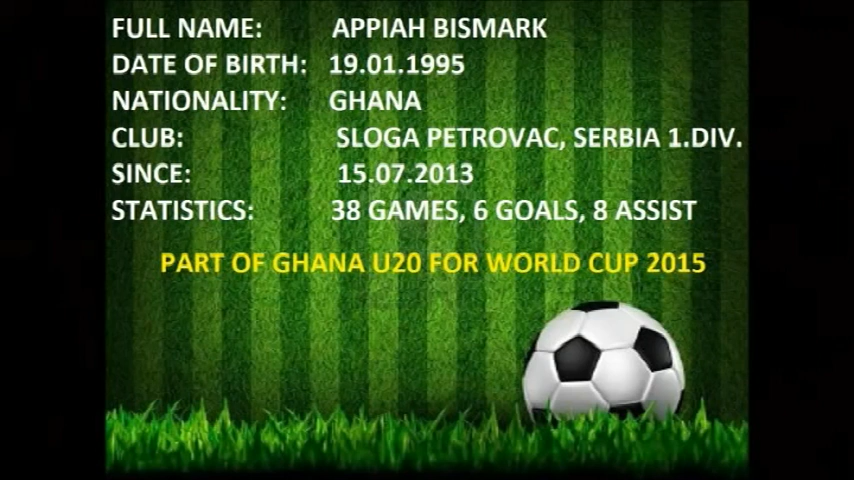 FULL NAME: APPIAH BISMARK
DATE OF BIRTH: 19.01.1995
NATIONALITY: GHANA
CLUB: SLOGA PETROVAC, SERBIA 1.DIV.
SINCE: 15.07.2013
STATISTICS: 38 GAMES, 6 GOALS, 8 ASSIST
PART OF GHANA U20 FOR WORLD CUP 2015